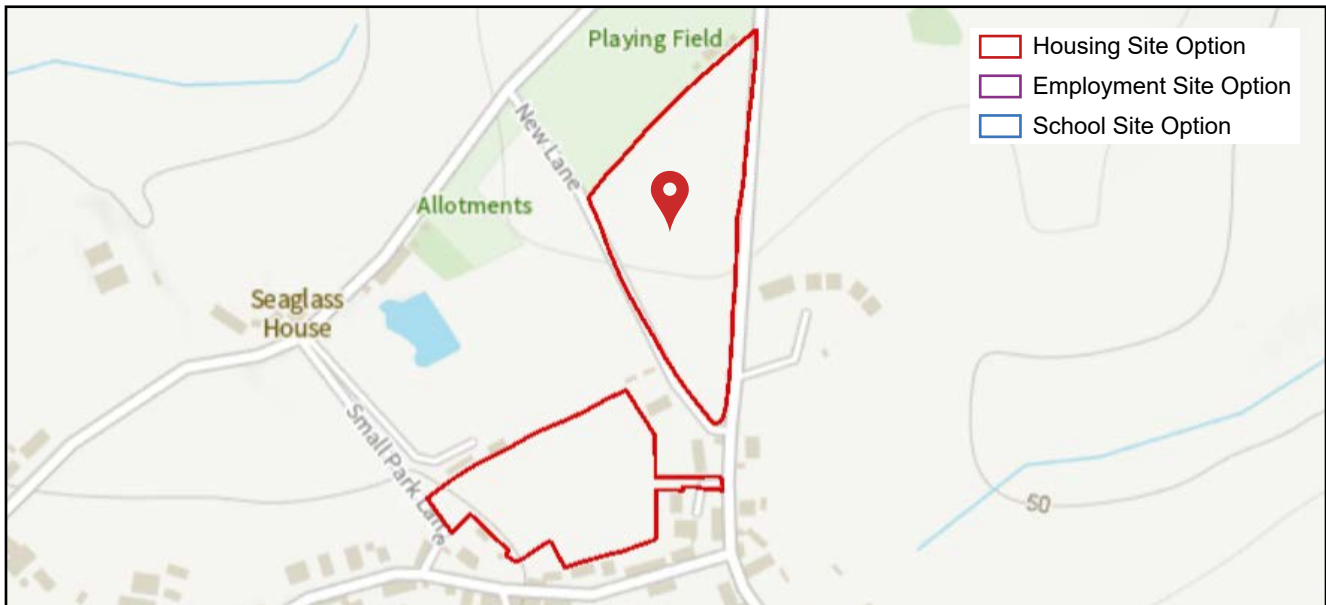 Playing Field
Housing Site Option
Employment Site Option
School Site Option
New Lane
Allotments
Seaglass
House
Small Park Lane
50